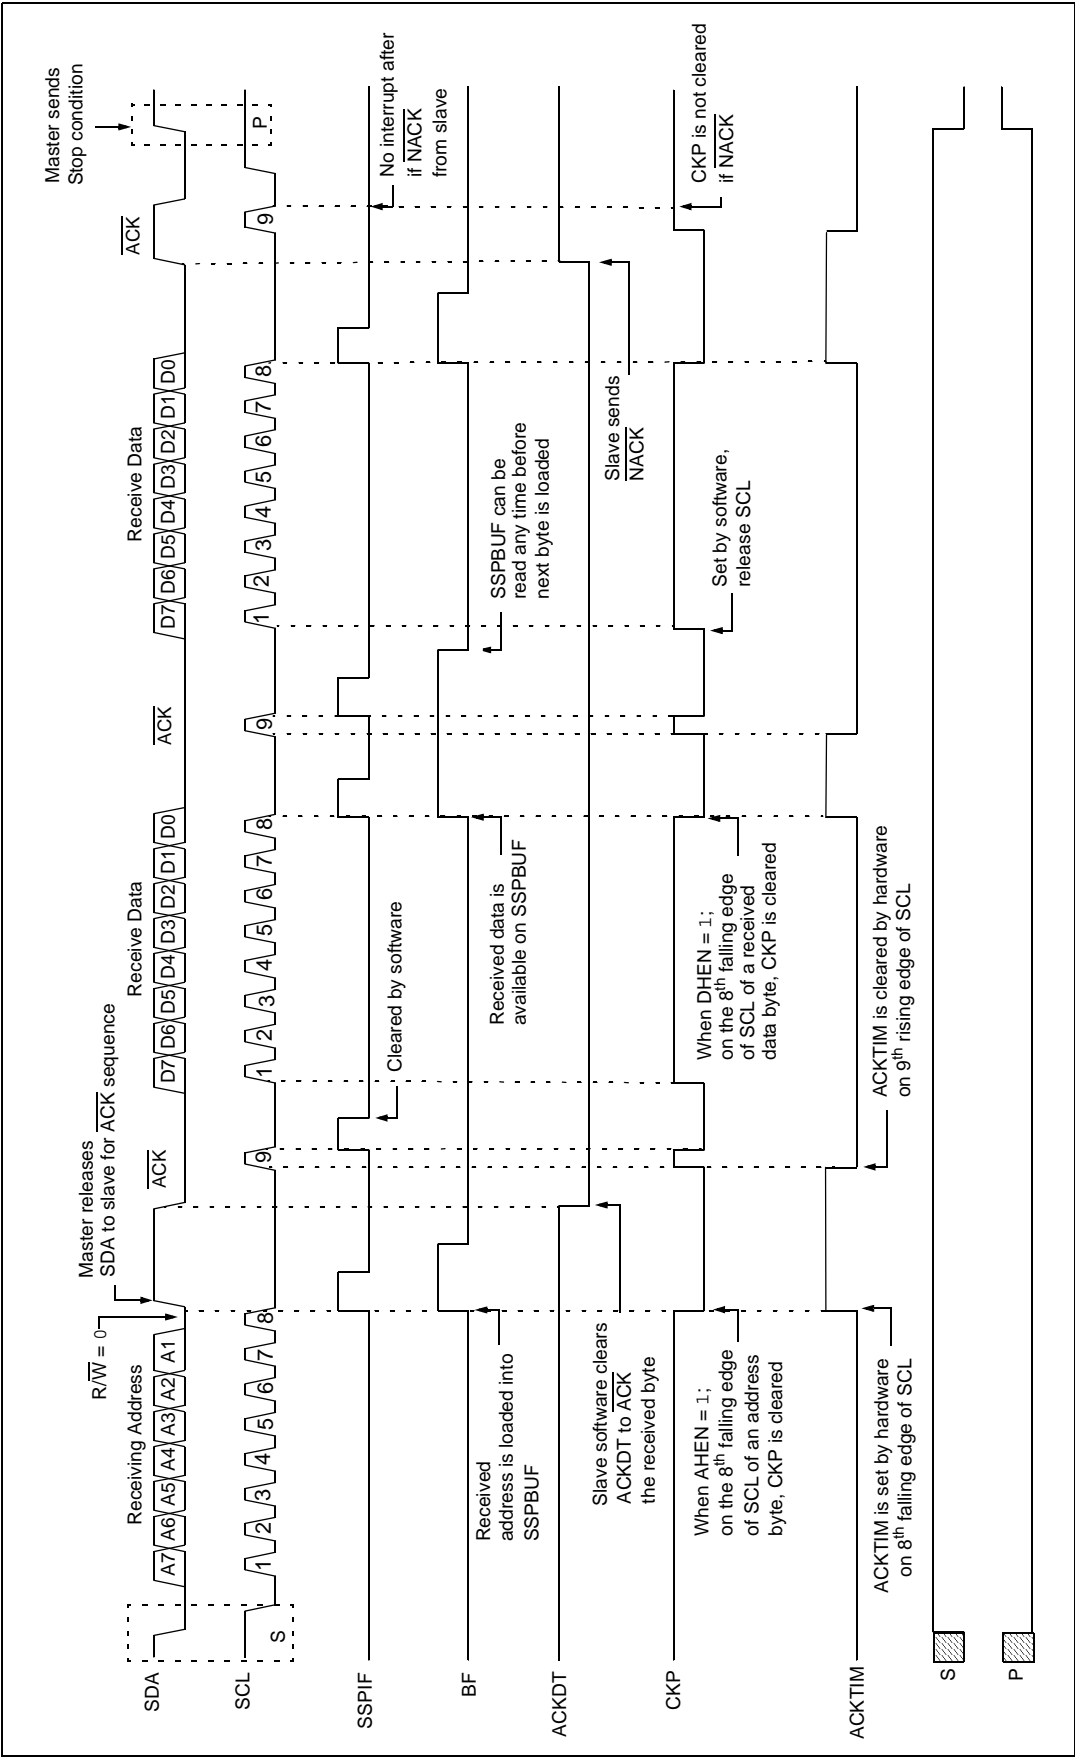 Master sends
Stop condition
Master releases
SDA to slave for ACK sequence
R/W = 0
Receiving Address
ACK
Receive Data
ACK
Receive Data
ACK
SDA
A7 A6 A5 A4 A3 A2 A1
D7 D6 D5 D4 D3 D2 D1 D0
D7 D6 D5 D4 D3 D2 D1 D0
SCL
S
1 2 3 4 5 6 7 8 9
1 2 3 4 5 6 7 8 9
1 2 3 4 5 6 7 8 9
P
SSPIF
Cleared by software
No interrupt after
if NACK
from slave
BF
Received
address is loaded into
SSPBUF
Received data is
available on SSPBUF
SSPBUF can be
read any time before
next byte is loaded
ACKDT
Slave software clears
ACKDT to ACK
the received byte
Slave sends
NACK
CKP
When AHEN = 1;
on the 8th falling edge
of SCL of an address
byte, CKP is cleared
When DHEN = 1;
on the 8th falling edge
of SCL of a received
data byte, CKP is cleared
Set by software,
release SCL
CKP is not cleared
if NACK
ACKTIM
ACKTIM is set by hardware
on 8th falling edge of SCL
ACKTIM is cleared by hardware
on 9th rising edge of SCL
S
P